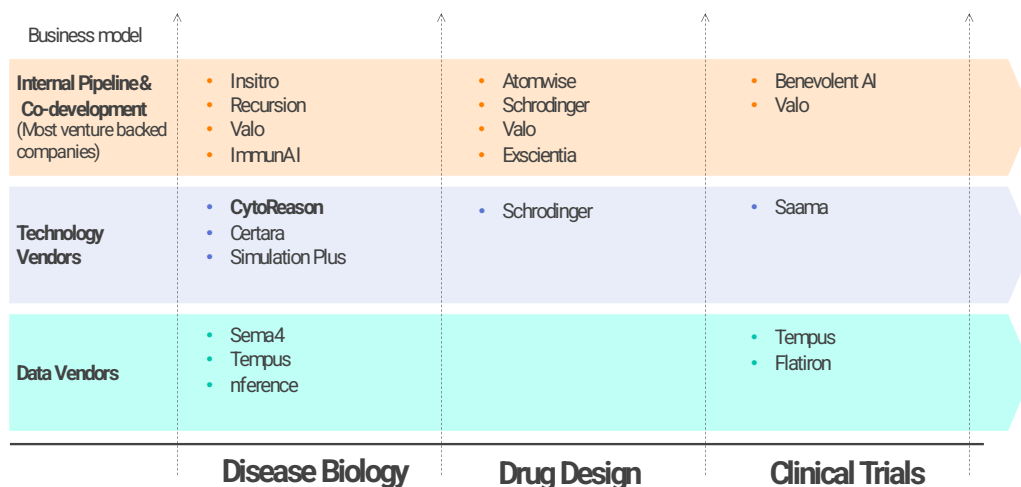 Business model
Internal Pipeline &
Co-development
(Most venture backed
companies)
• Insitro
• Recursion
• Valo
• ImmunAI
• Atomwise
• Schrodinger
• Valo
• Exscientia
• Benevolent AI
• Valo
Technology
Vendors
• CytoReason
• Certara
• Simulation Plus
• Schrodinger
• Saama
Data Vendors
• Sema4
• Tempus
• nference
• Tempus
• Flatiron
Disease Biology
Drug Design
Clinical Trials